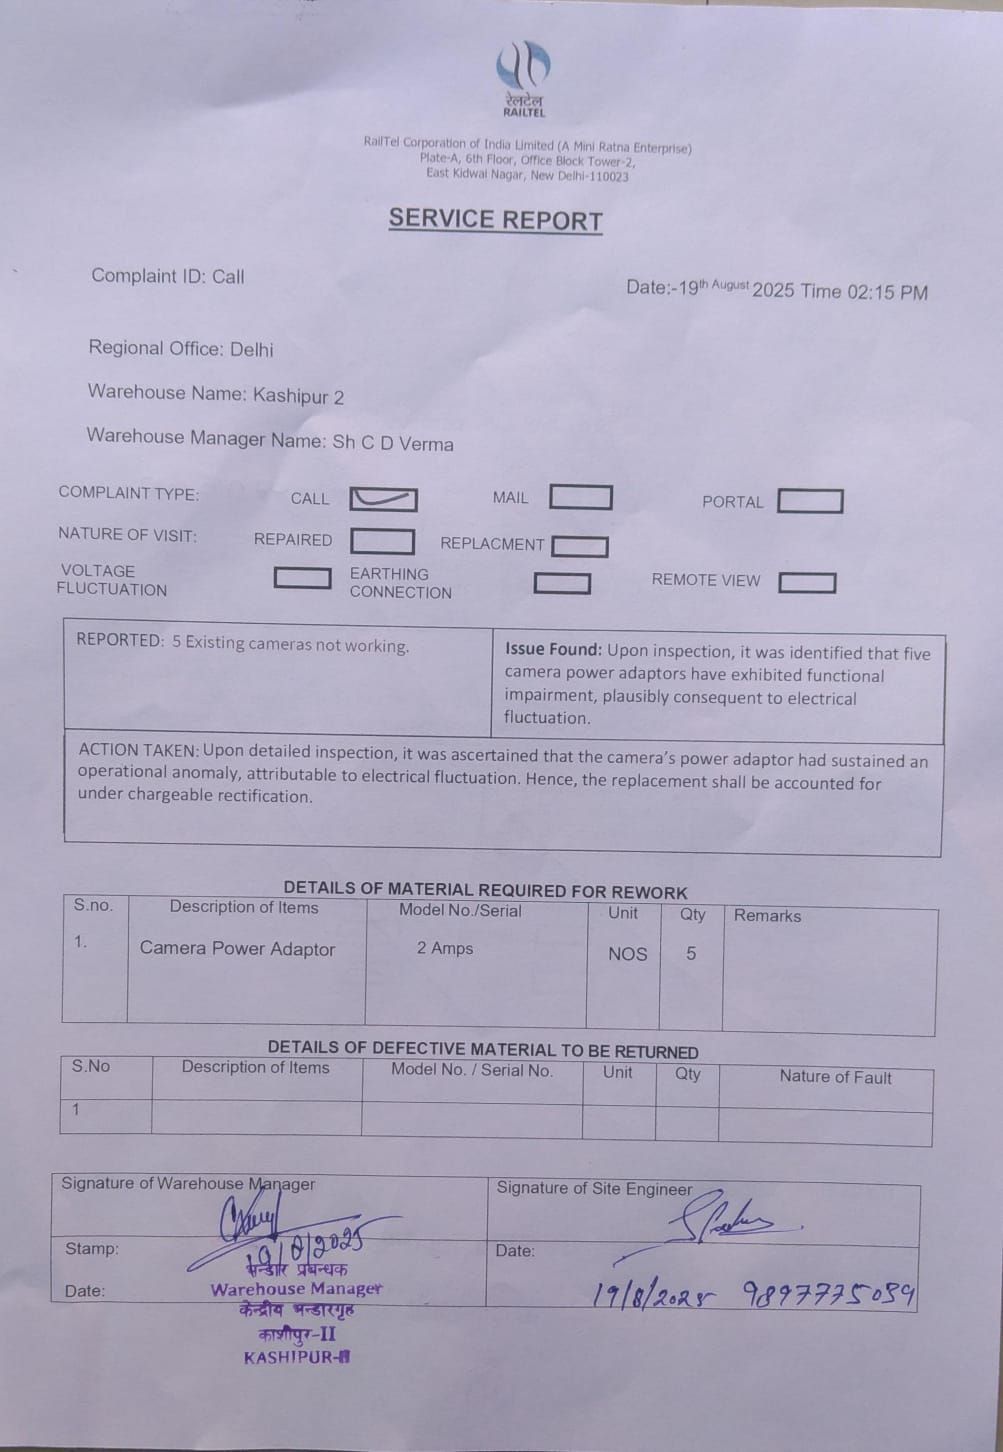 रेलटेल
RAILTEL
RailTel Corporation of India Limited (A Mini Ratna Enterprise)
Plate-A, 6th Floor, Office Block Tower-2,
East Kidwai Nagar, New Delhi-110023
SERVICE REPORT
Complaint ID: Call
Date:-19th August 2025 Time 02:15 PM
Regional Office: Delhi
Warehouse Name: Kashipur 2
Warehouse Manager Name: Sh C D Verma
COMPLAINT TYPE: CALL MAIL PORTAL
NATURE OF VISIT: REPAIRED REPLACMENT
VOLTAGE FLUCTUATION EARTHING CONNECTION REMOTE VIEW
REPORTED: 5 Existing cameras not working.
Issue Found: Upon inspection, it was identified that five
camera power adaptors have exhibited functional
impairment, plausibly consequent to electrical
fluctuation.
ACTION TAKEN: Upon detailed inspection, it was ascertained that the camera's power adaptor had sustained an
operational anomaly, attributable to electrical fluctuation. Hence, the replacement shall be accounted for
under chargeable rectification.
DETAILS OF MATERIAL REQUIRED FOR REWORK
S.no. Description of Items Model No./Serial Unit Qty Remarks
1. Camera Power Adaptor 2 Amps NOS 5
DETAILS OF DEFECTIVE MATERIAL TO BE RETURNED
S.No Description of Items Model No. / Serial No. Unit Qty Nature of Fault
1
Signature of Warehouse Manager
Signature of Site Engineer
19/8/2025
Stamp:
Date:
भन्डार प्रबन्धक
Date:
Warehouse Manager
19/8/2025 9897775039
केन्द्रीय भन्डारगृह
काशीपुर-II
KASHIPUR-II